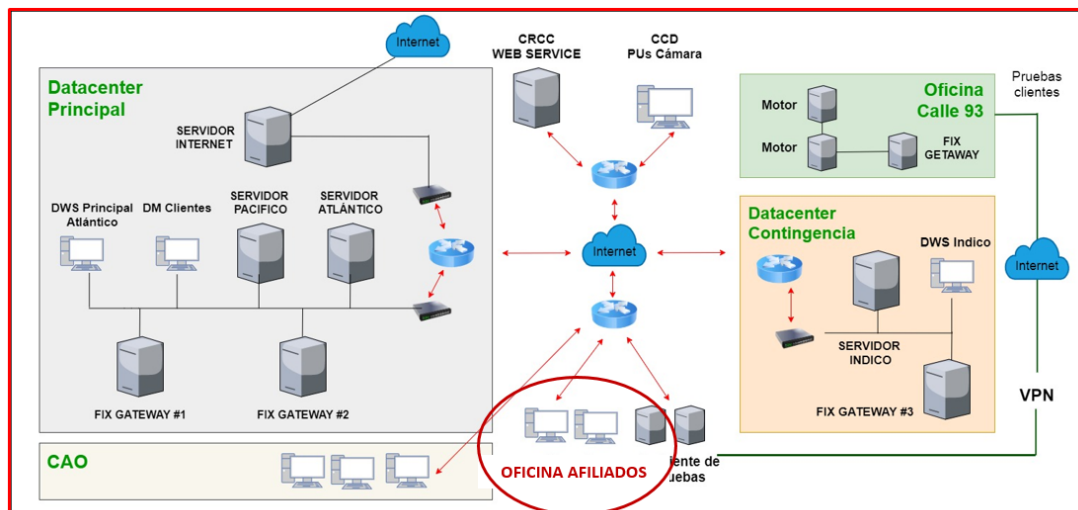 Internet
CRCC
WEB SERVICE
CCD
PUs Cámara
Datacenter
Principal
SERVIDOR
INTERNET
DWS Principal
Atlántico
DM Clientes
SERVIDOR
PACIFICO
SERVIDOR
ATLÁNTICO
FIX GATEWAY #1
FIX GATEWAY #2
CAO
Internet
OFICINA AFILIADOS
iente de
uebas
Oficina
Calle 93
Motor
Motor
FIX
GETAWAY
Pruebas
clientes
Datacenter
Contingencia
DWS Indico
SERVIDOR
INDICO
FIX GATEWAY #3
Internet
VPN